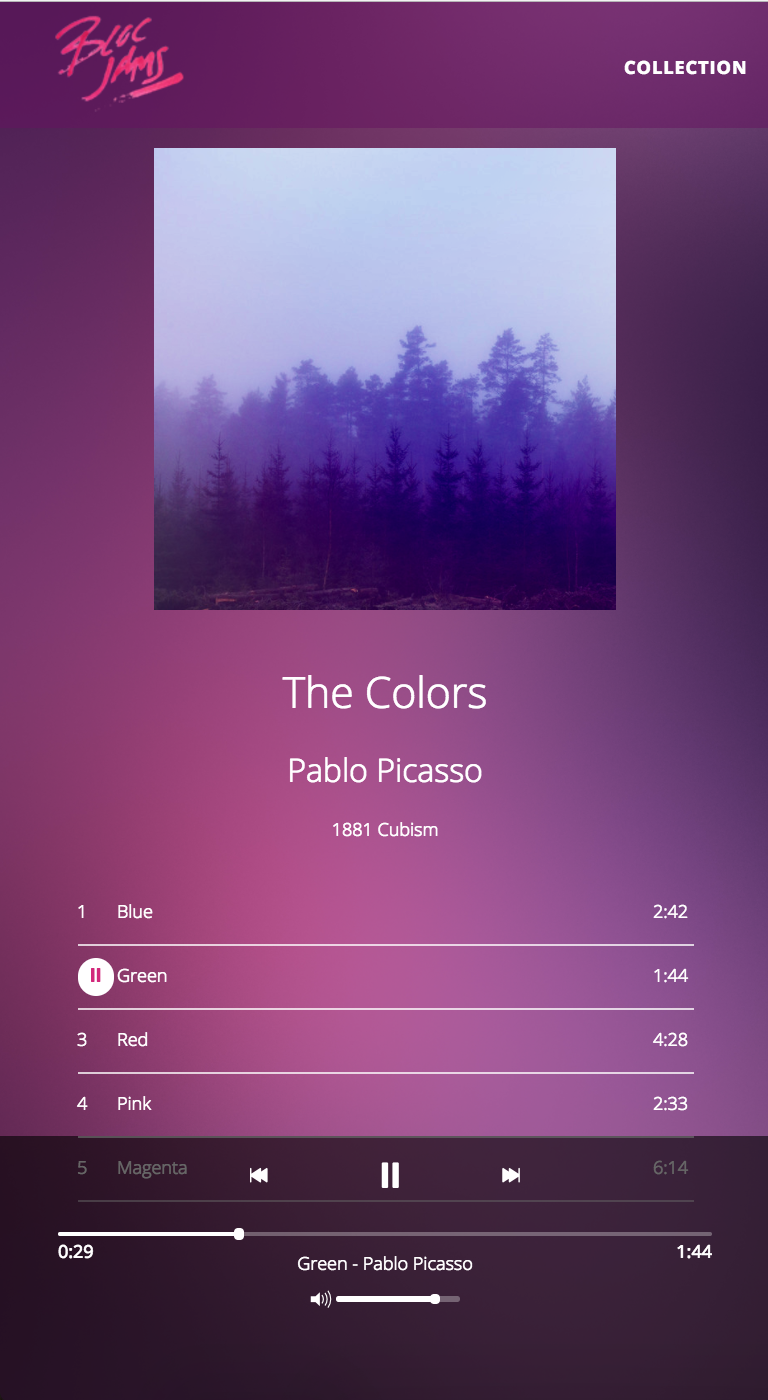 BLOC
JAMS
COLLECTION
The Colors
Pablo Picasso
1881 Cubism
1 Blue 2:42
Green 1:44
3 Red 4:28
4 Pink 2:33
5 Magenta 6:14
0:29 1:44
Green - Pablo Picasso